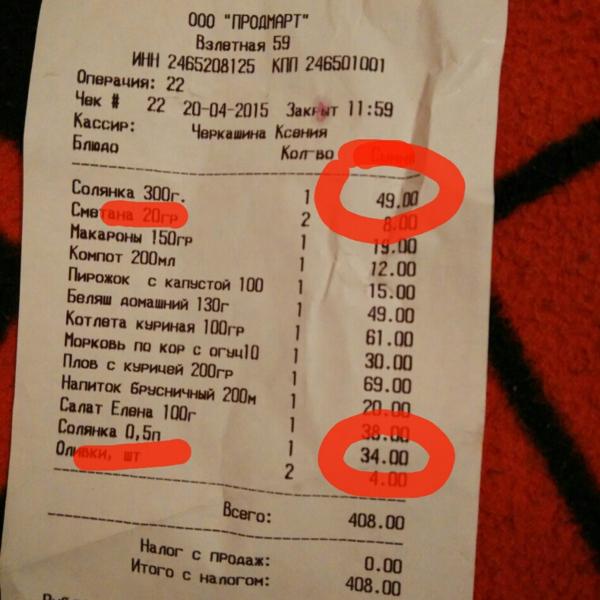 ООО "ПРОДМАРТ"
Взлетная 59
ИНН 2465208125 КПП 246501001
Операция: 22
Чек # 22 20-04-2015 Закрыт 11:59
Кассир: Черкашина Ксения
Блюдо Кол-во Сумма
Солянка 300г. 1 49.00
Сметана 20гр 2 8.00
Макароны 150гр 1 19.00
Компот 200мл 1 12.00
Пирожок с капустой 100 1 15.00
Беляш домашний 130г 1 49.00
Котлета куриная 100гр 1 61.00
Морковь по кор с огуц10 1 30.00
Плов с курицей 200гр 1 69.00
Напиток брусничный 200м 1 20.00
Салат Елена 100г 1 38.00
Солянка 0,5п 1 34.00
Оливки, шт 2 4.00
Всего: 408.00
Налог с продаж: 0.00
Итого с налогом: 408.00